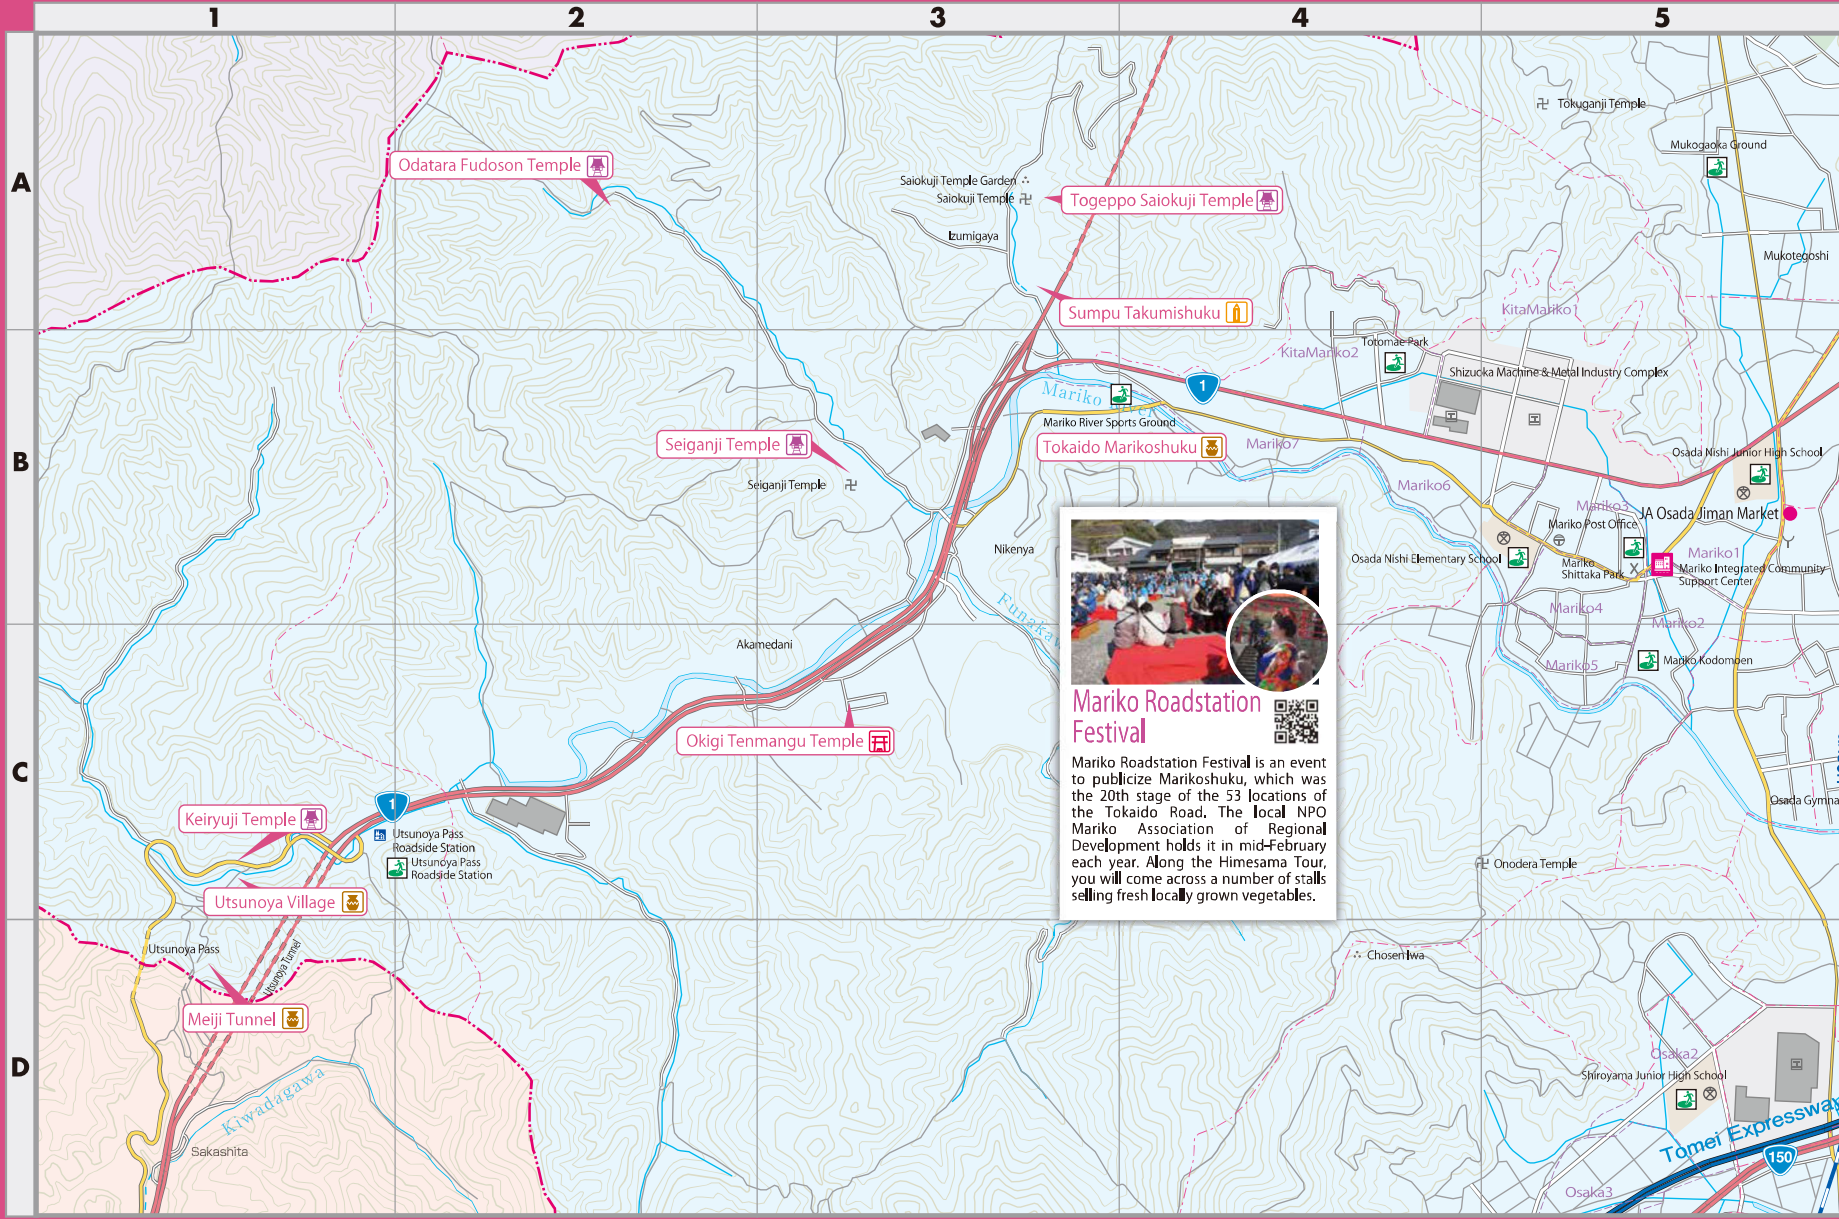 1
2
3
4
5
A
B
C
D
Tokuganji Temple
Mukogaoka Ground
Odatara Fudoson Temple
Saiokuji Temple Garden
Saiokuji Temple
Togeppo Saiokuji Temple
Izumigaya
Mukotegoshi
Sumpu Takumishuku
KitaMariko1
KitaMariko2
Totomae Park
Shizuoka Machine & Metal Industry Complex
1
Mariko River
Mariko River Sports Ground
Tokaido Marikoshuku
Mariko7
Seiganji Temple
Seiganji Temple
Osada Nishi Junior High School
Mariko6
Mariko3
JA Osada Jiman Market
Mariko Post Office
Nikenya
Osada Nishi Elementary School
Mariko
Shittaka Park
Mariko1
Mariko Integrated Community
Support Center
Funakaw
Mariko4
Mariko2
Akamedani
Mariko5
Mariko Kodomoen
Okigi Tenmangu Temple
Mariko Roadstation
Festival
Mariko Roadstation Festival is an event
to publicize Marikoshuku, which was
the 20th stage of the 53 locations of
the Tokaido Road. The local NPO
Mariko Association of Regional
Development holds it in mid-February
each year. Along the Himesama Tour,
you will come across a number of stalls
selling fresh locally grown vegetables.
1
Osada Gymna
Keiryuji Temple
Utsunoya Pass
Roadside Station
Utsunoya Pass
Roadside Station
Onodera Temple
Utsunoya Village
Utsunoya Pass
Utsunoya Tunnel
Chosen Iwa
Meiji Tunnel
Osaka2
Shiroyama Junior High School
Kiwadagawa
Tomei Expressway
Sakashita
150
Osaka3